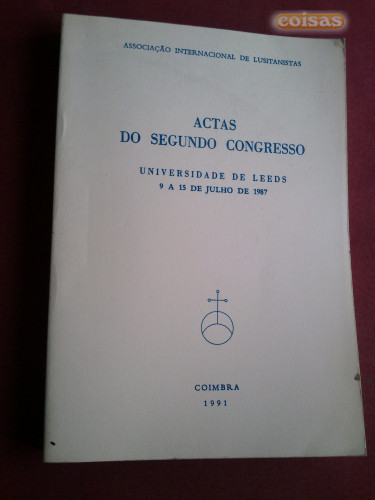 coisas
ASSOCIAÇÃO INTERNACIONAL DE LUSITANISTAS
ACTAS
DO SEGUNDO CONGRESSO
UNIVERSIDADE DE LEEDS
9 A 15 DE JULHO DE 1987
COIMBRA
1991